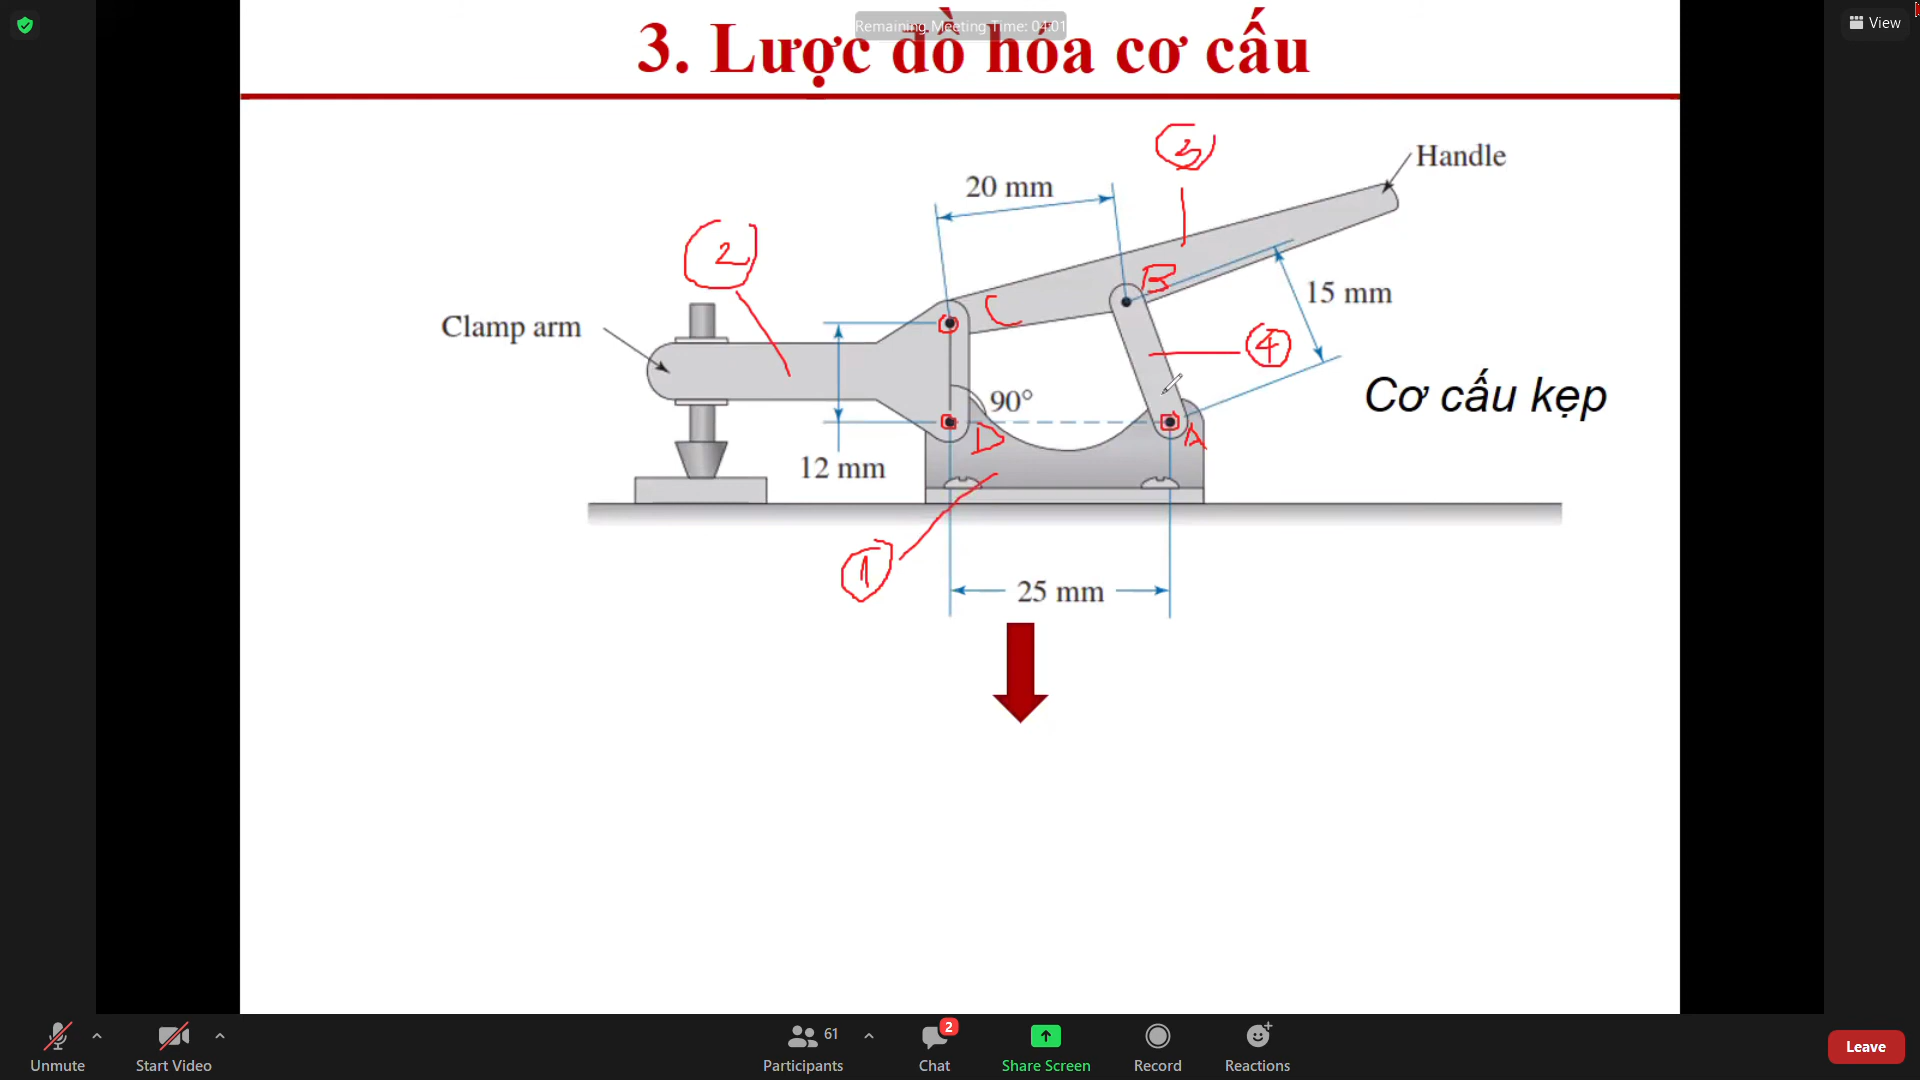 Remaining Meeting Time: 04:01
View
3. Lược đồ hóa cơ cấu
3
Handle
20 mm
2
B
15 mm
C
Clamp arm
4
90°
Cơ cấu kẹp
D
A
12 mm
1
25 mm
Unmute
Start Video
61
Participants
2
Chat
Share Screen
Record
Reactions
Leave